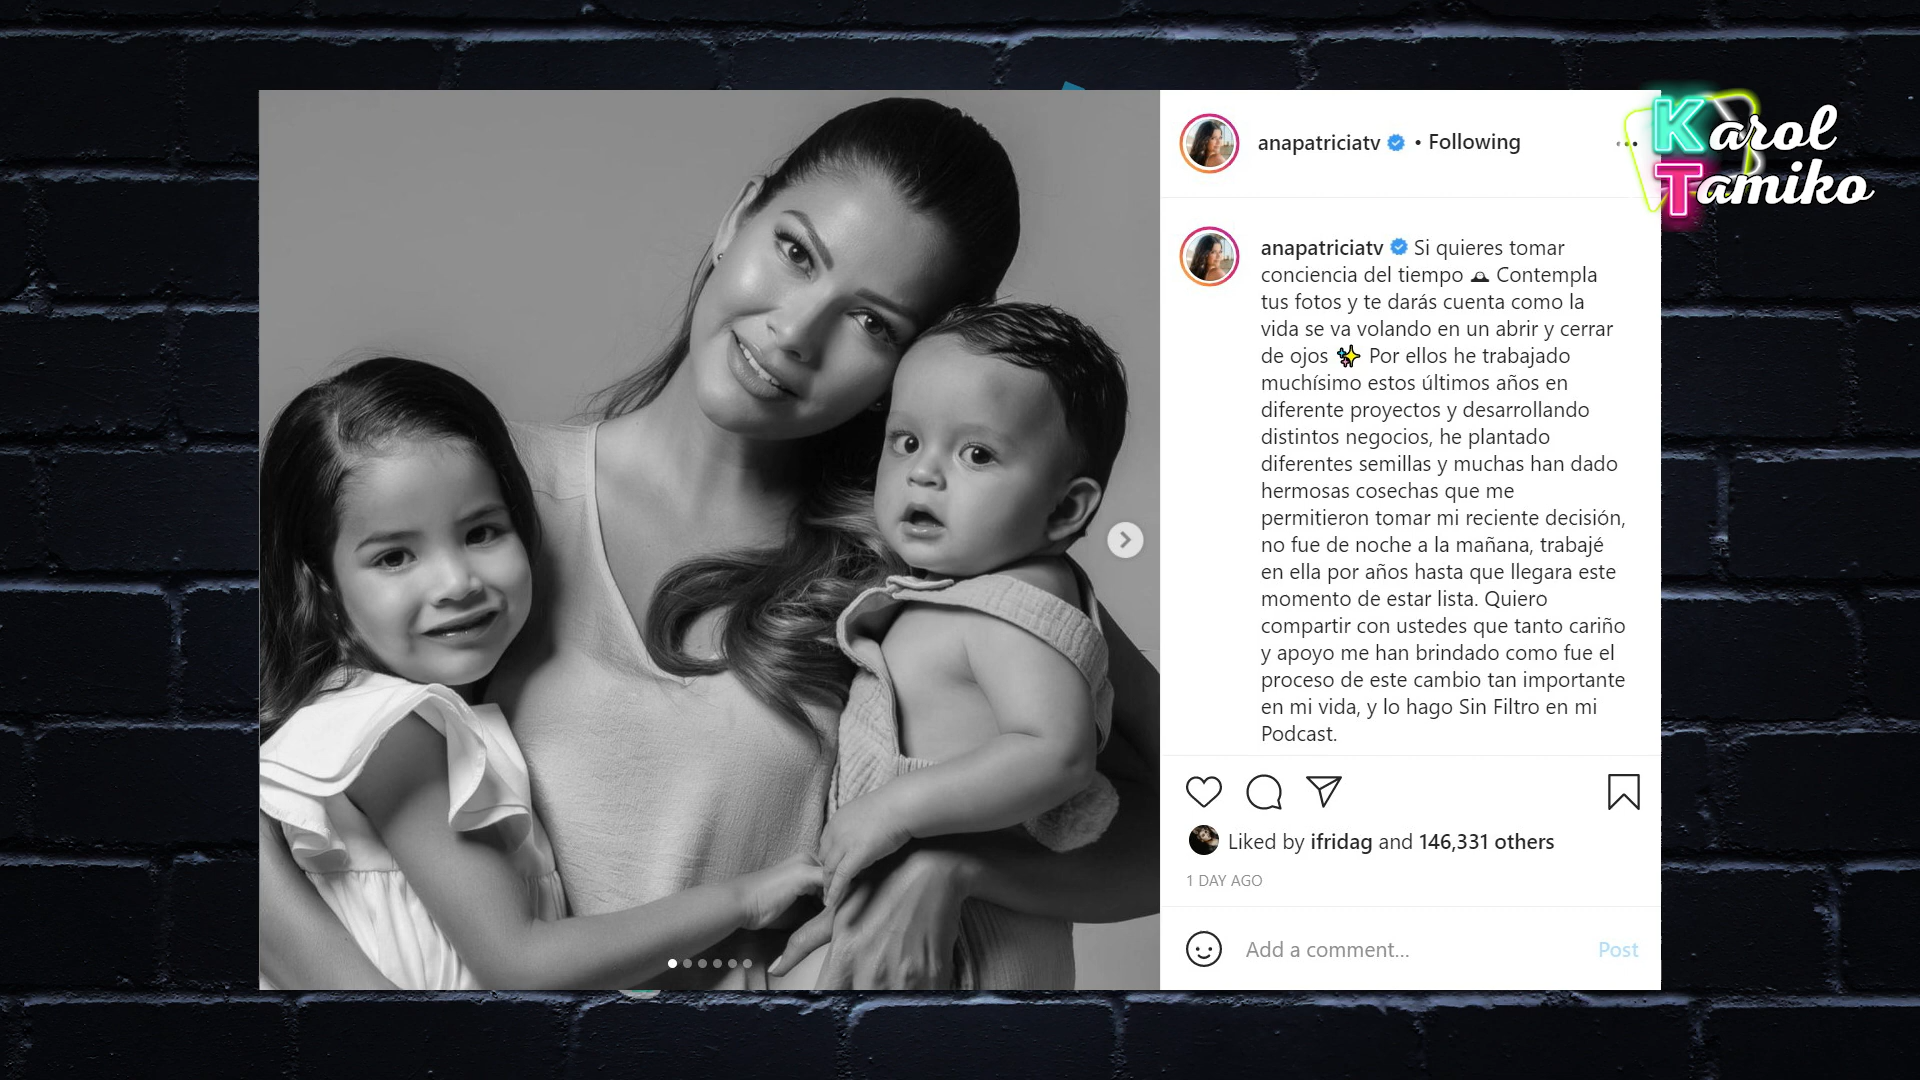 anapatriciatv • Following
Karol
Tamiko
anapatriciatv Si quieres tomar
conciencia del tiempo 🕰 Contempla
tus fotos y te darás cuenta como la
vida se va volando en un abrir y cerrar
de ojos ✨ Por ellos he trabajado
muchísimo estos últimos años en
diferente proyectos y desarrollando
distintos negocios, he plantado
diferentes semillas y muchas han dado
hermosas cosechas que me
permitieron tomar mi reciente decisión,
no fue de noche a la mañana, trabajé
en ella por años hasta que llegara este
momento de estar lista. Quiero
compartir con ustedes que tanto cariño
y apoyo me han brindado como fue el
proceso de este cambio tan importante
en mi vida, y lo hago Sin Filtro en mi
Podcast.
Liked by ifridag and 146,331 others
1 DAY AGO
Add a comment...
Post